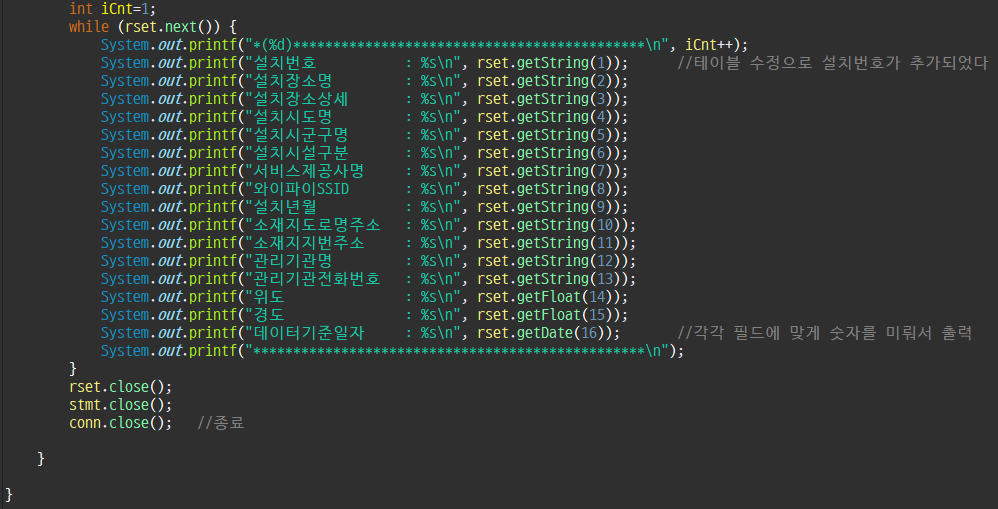 int iCnt=1;
while (rset.next()) {
System.out.printf("*(%d)********************************************\n", iCnt++);
System.out.printf("설치번호 : %s\n", rset.getString(1)); //테이블 수정으로 설치번호가 추가되었다
System.out.printf("설치장소명 : %s\n", rset.getString(2));
System.out.printf("설치장소상세 : %s\n", rset.getString(3));
System.out.printf("설치시도명 : %s\n", rset.getString(4));
System.out.printf("설치시군구명 : %s\n", rset.getString(5));
System.out.printf("설치시설구분 : %s\n", rset.getString(6));
System.out.printf("서비스제공사명 : %s\n", rset.getString(7));
System.out.printf("와이파이SSID : %s\n", rset.getString(8));
System.out.printf("설치년월 : %s\n", rset.getString(9));
System.out.printf("소재지도로명주소 : %s\n", rset.getString(10));
System.out.printf("소재지지번주소 : %s\n", rset.getString(11));
System.out.printf("관리기관명 : %s\n", rset.getString(12));
System.out.printf("관리기관전화번호 : %s\n", rset.getString(13));
System.out.printf("위도 : %s\n", rset.getFloat(14));
System.out.printf("경도 : %s\n", rset.getFloat(15));
System.out.printf("데이터기준일자 : %s\n", rset.getDate(16)); //각각 필드에 맞게 숫자를 미뤄서 출력
System.out.printf("*************************************************\n");
}
rset.close();
stmt.close();
conn.close(); //종료
}
}